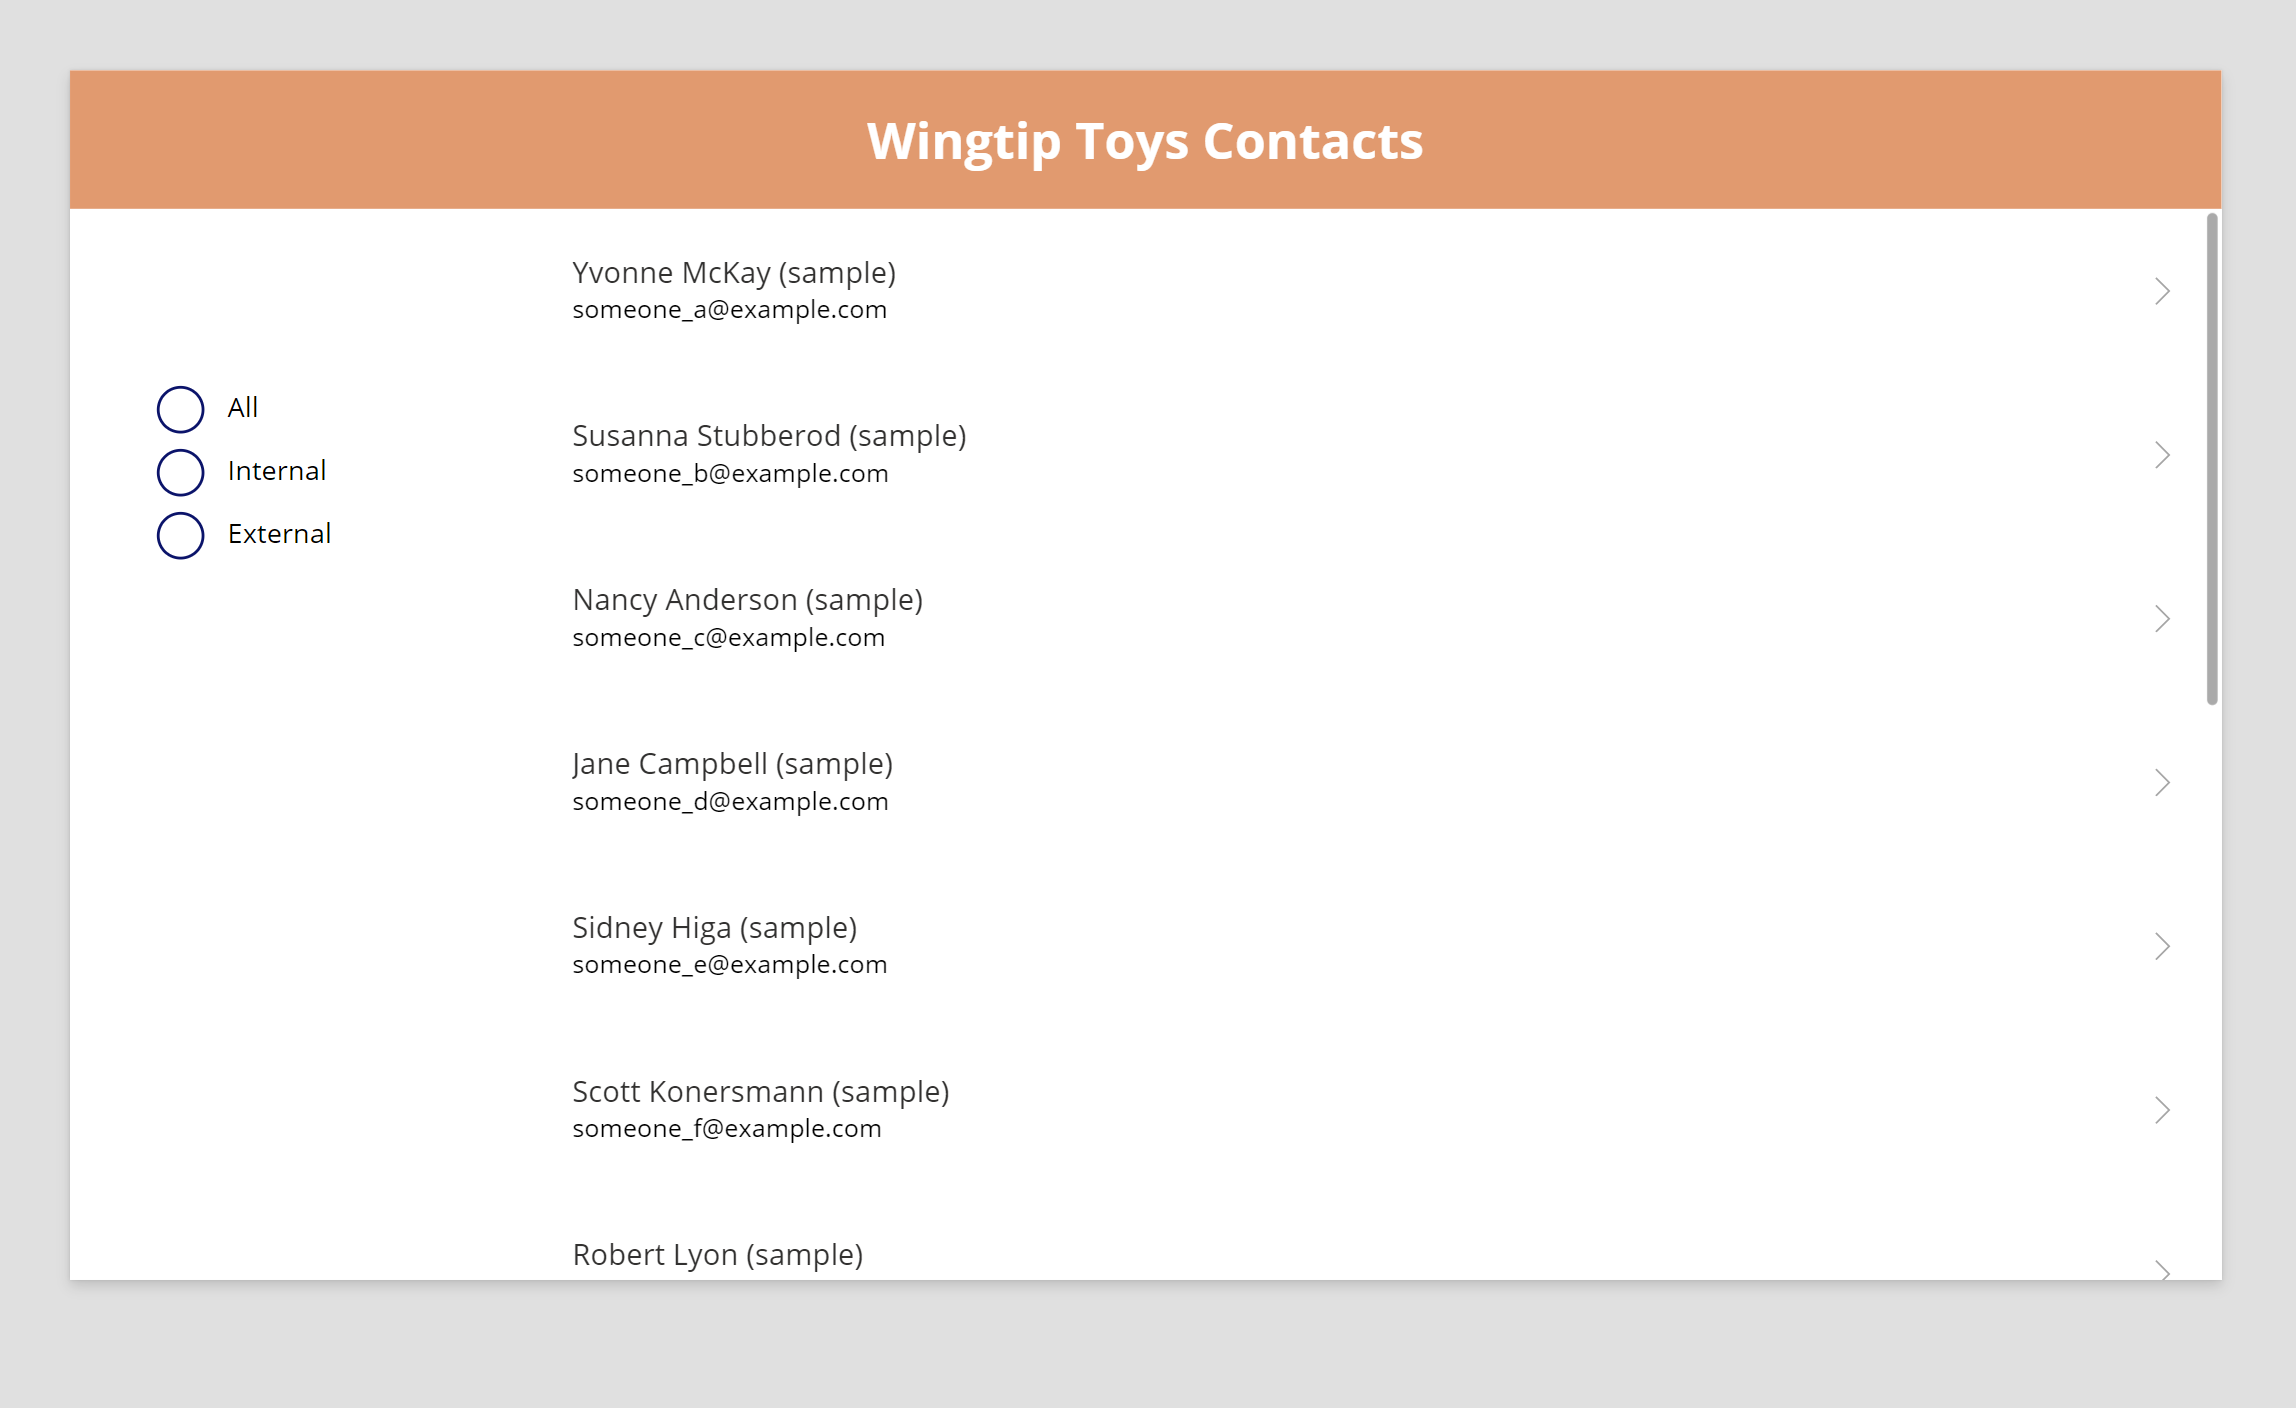 Wingtip Toys Contacts
All
Internal
External
Yvonne McKay (sample)
someone_a@example.com
Susanna Stubberod (sample)
someone_b@example.com
Nancy Anderson (sample)
someone_c@example.com
Jane Campbell (sample)
someone_d@example.com
Sidney Higa (sample)
someone_e@example.com
Scott Konersmann (sample)
someone_f@example.com
Robert Lyon (sample)